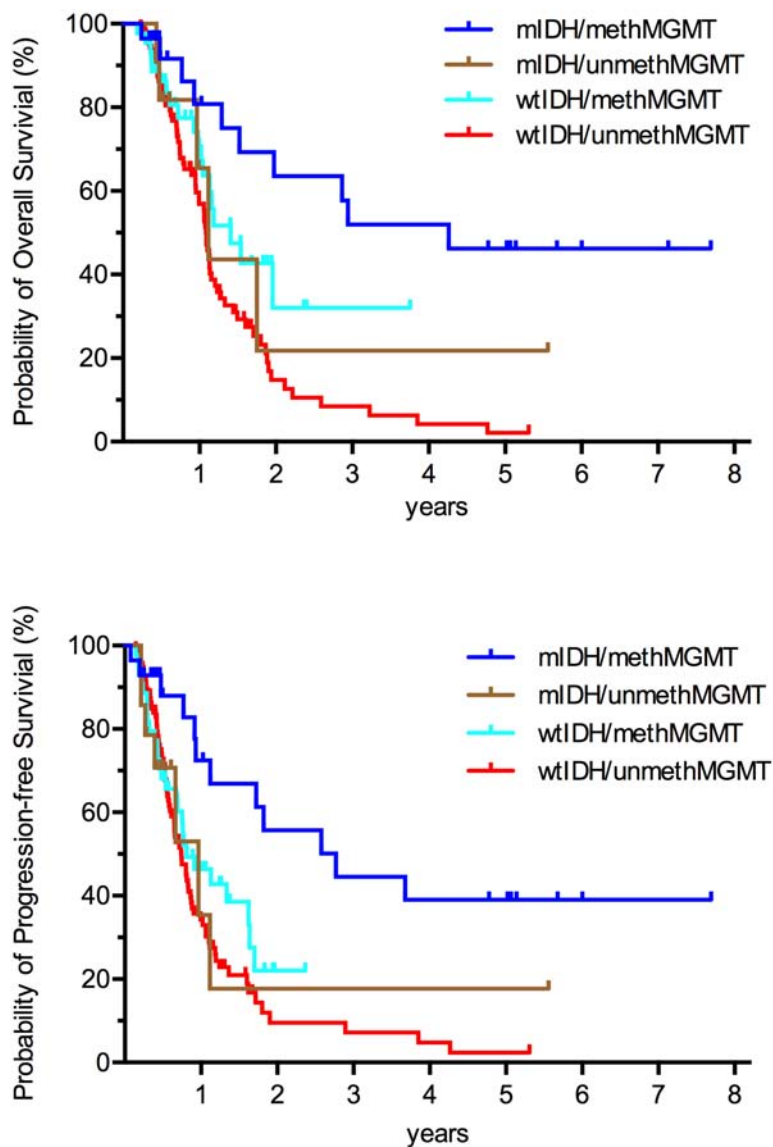 Probability of Overall Survivial (%)
100
80
60
40
20
0
mIDH/methMGMT
mIDH/unmethMGMT
wtIDH/methMGMT
wtIDH/unmethMGMT
1 2 3 4 5 6 7 8
years
Probability of Progression-free Survivial (%)
100
80
60
40
20
0
mIDH/methMGMT
mIDH/unmethMGMT
wtIDH/methMGMT
wtIDH/unmethMGMT
1 2 3 4 5 6 7 8
years